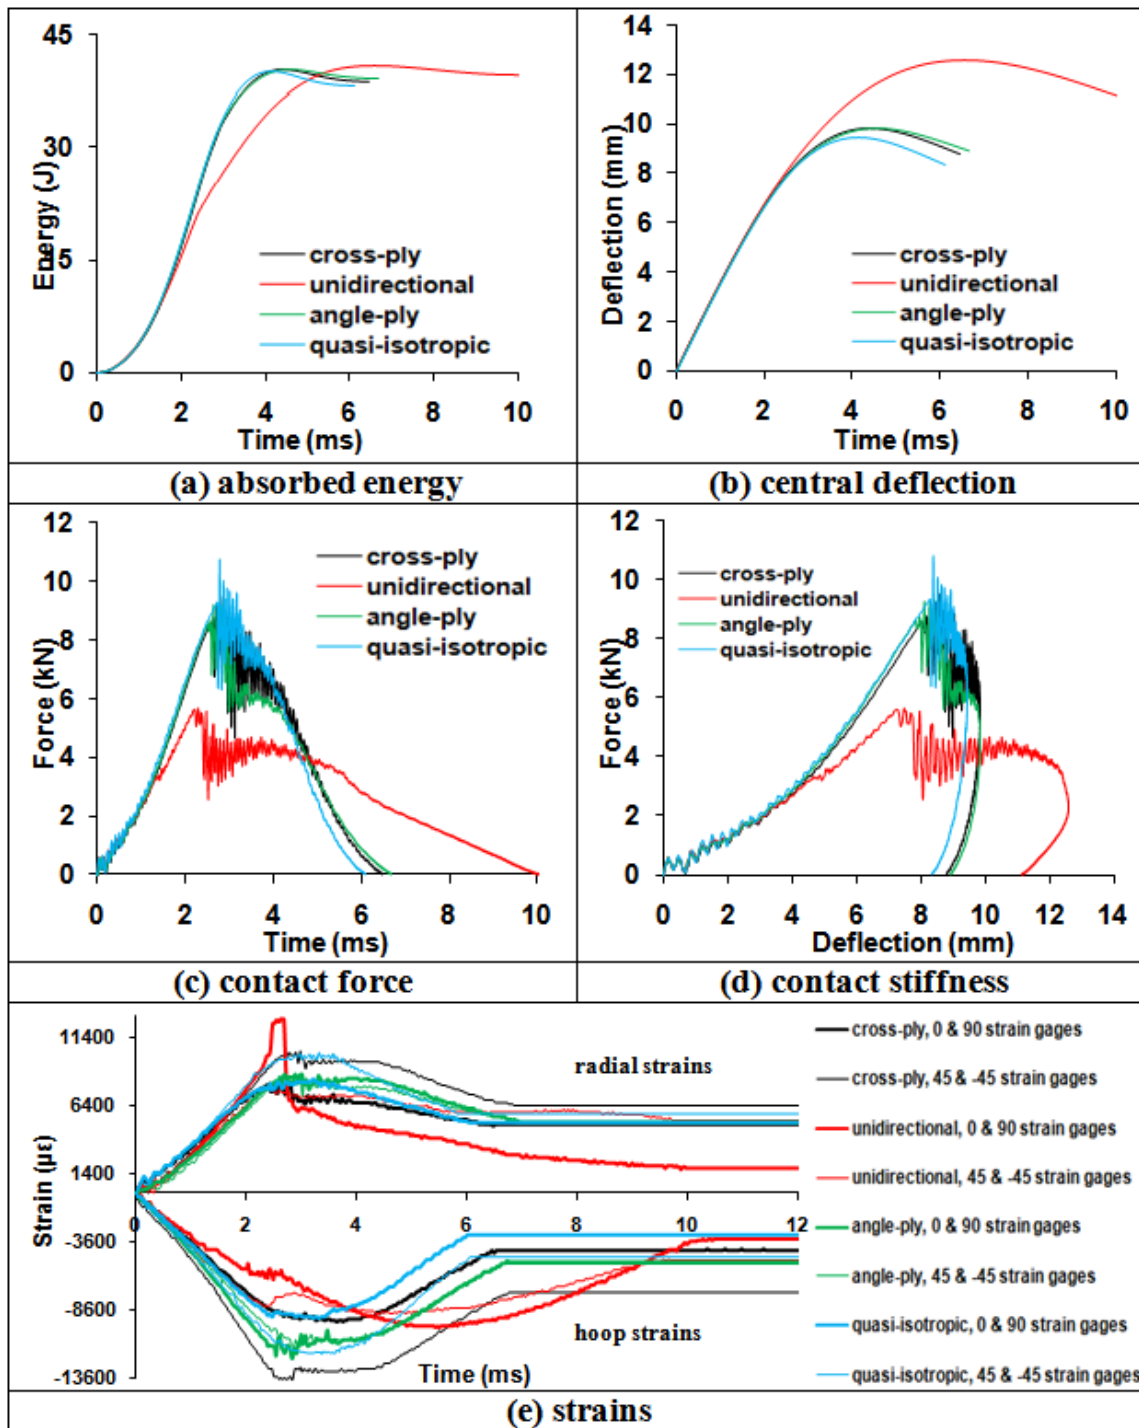 45
30
15
0
Energy (J)
cross-ply
unidirectional
angle-ply
quasi-isotropic
0 2 4 6 8 10
Time (ms)
14
12
10
8
6
4
2
0
Deflection (mm)
cross-ply
unidirectional
angle-ply
quasi-isotropic
0 2 4 6 8 10
Time (ms)
(a) absorbed energy
(b) central deflection
12
10
8
6
4
2
0
Force (kN)
cross-ply
unidirectional
angle-ply
quasi-isotropic
0 2 4 6 8 10
Time (ms)
12
10
8
6
4
2
0
Force (kN)
cross-ply
unidirectional
angle-ply
quasi-isotropic
0 2 4 6 8 10 12 14
Deflection (mm)
(c) contact force
(d) contact stiffness
11400
6400
1400
-3600
-8600
-13600
Strain (με)
radial strains
0 2 4 6 8 10 12
hoop strains
Time (ms)
cross-ply, 0 & 90 strain gages
cross-ply, 45 & -45 strain gages
unidirectional, 0 & 90 strain gages
unidirectional, 45 & -45 strain gages
angle-ply, 0 & 90 strain gages
angle-ply, 45 & -45 strain gages
quasi-isotropic, 0 & 90 strain gages
quasi-isotropic, 45 & -45 strain gages
(e) strains